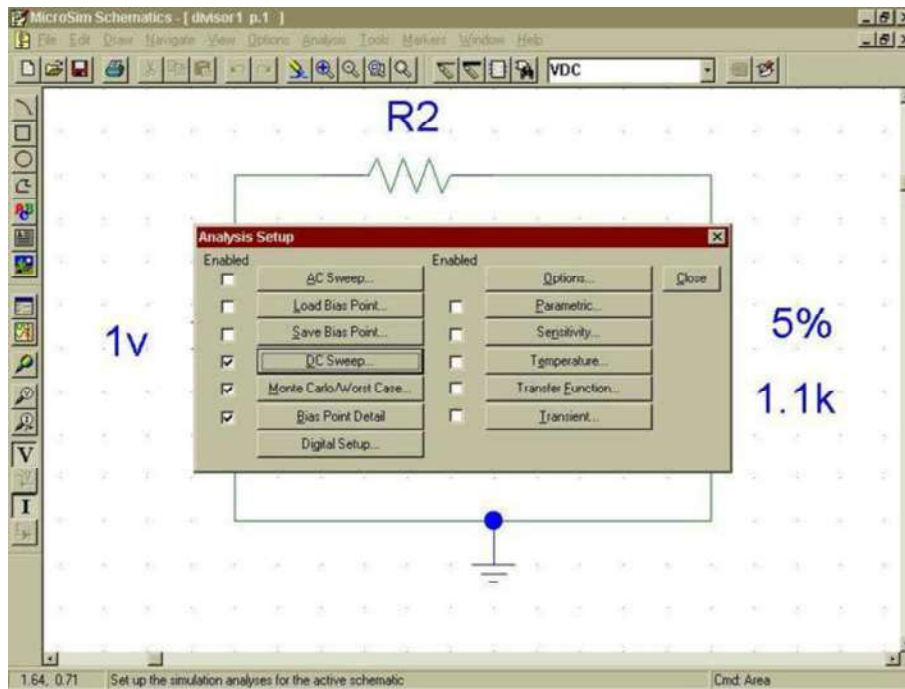 MicroSim Schematics - [ divisor1 p.1 ]
File Edit Draw Navigate View Options Analysis Tools Markers Window Help
VDC
R2
Analysis Setup
Enabled
Enabled
AC Sweep...
Options...
Close
Load Bias Point...
Parametric...
Save Bias Point...
Sensitivity...
DC Sweep...
Temperature...
Monte Carlo/Worst Case...
Transfer Function...
Bias Point Detail
Transient...
Digital Setup...
1v
5%
1.1k
V
I
1.64, 0.71 Set up the simulation analyses for the active schematic Cmd: Area